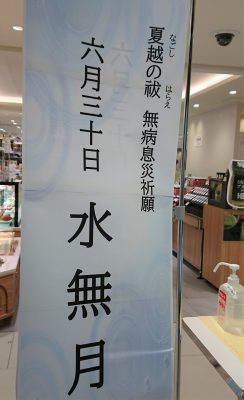 夏越の祓　無病息災祈願
なごし
はらえ
六月三十日
水無月